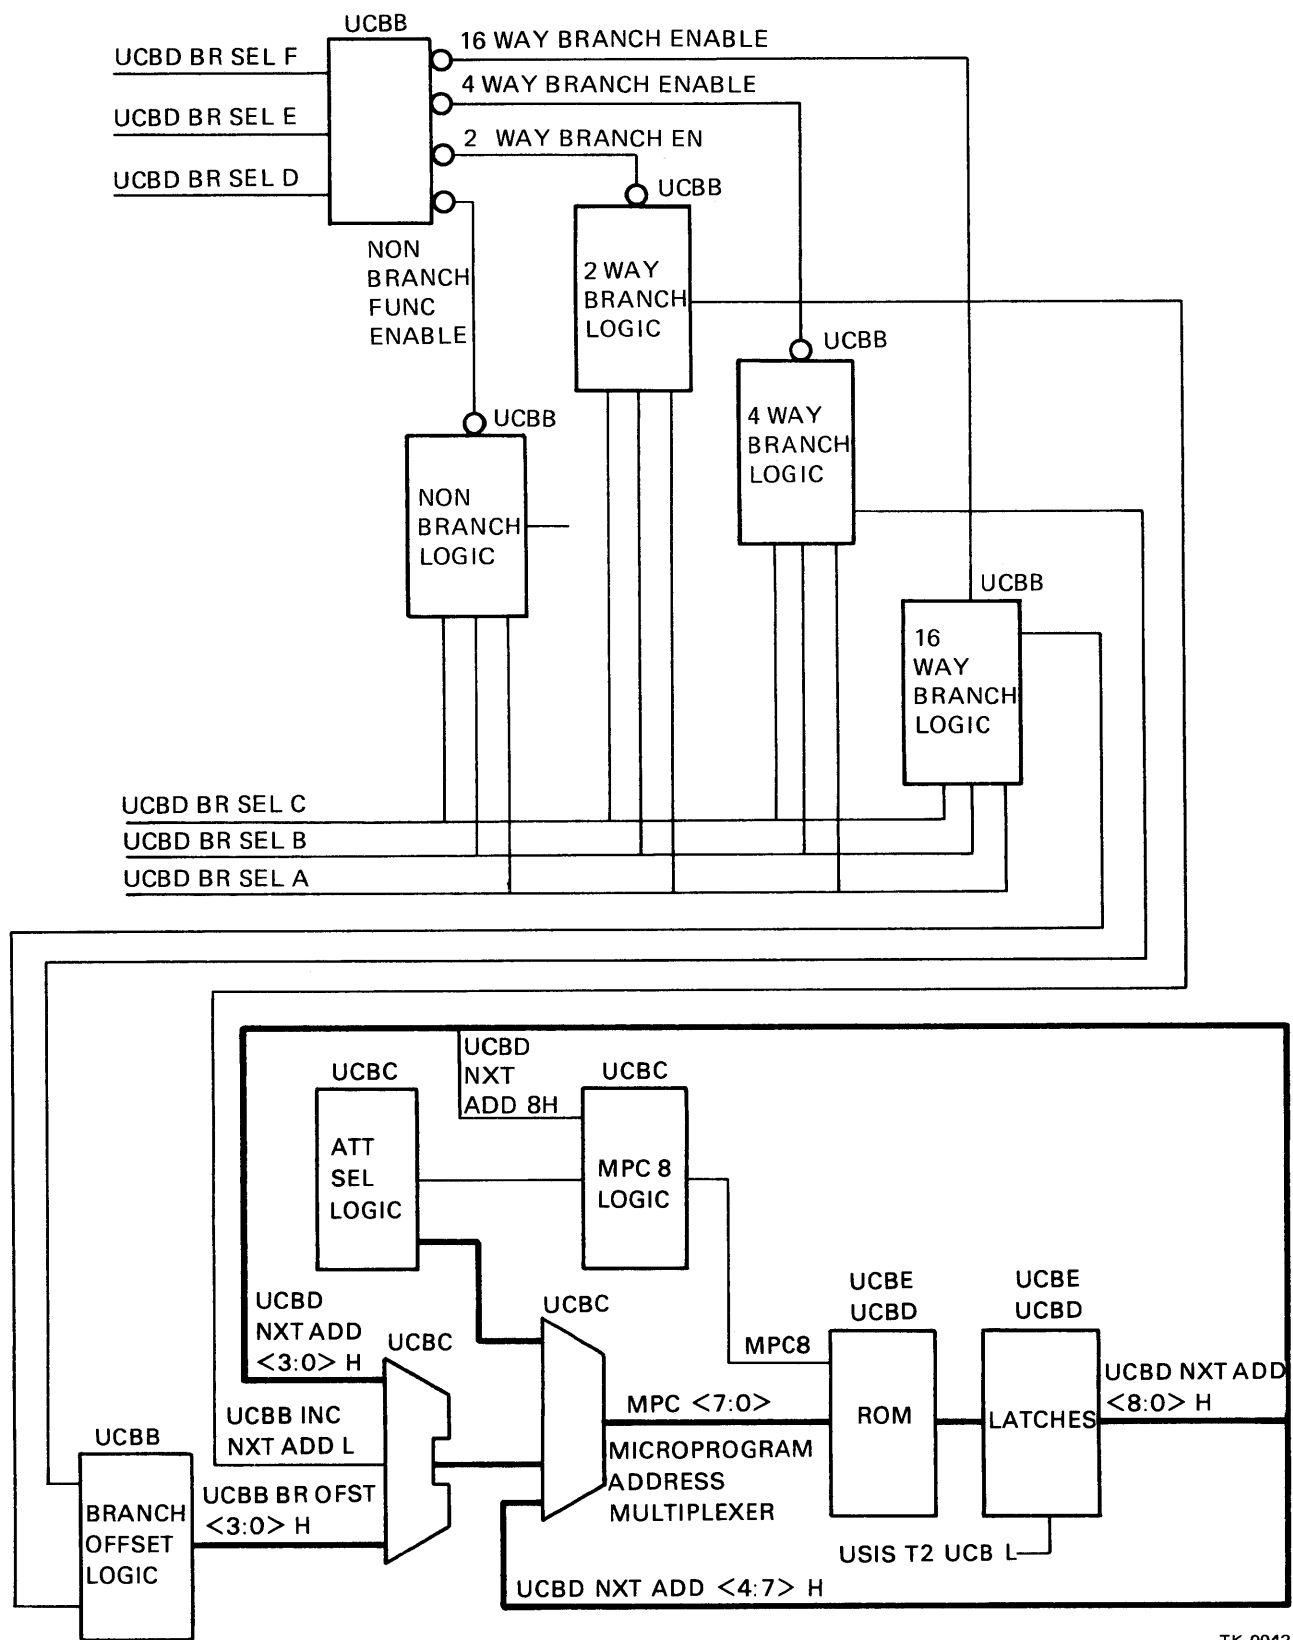 UCBB
UCBD BR SEL F
16 WAY BRANCH ENABLE
4 WAY BRANCH ENABLE
UCBD BR SEL E
2 WAY BRANCH EN
UCBD BR SEL D
UCBB
NON
BRANCH
FUNC
ENABLE
2 WAY
BRANCH
LOGIC
UCBB
4 WAY
BRANCH
LOGIC
UCBB
NON
BRANCH
LOGIC
UCBB
16
WAY
BRANCH
LOGIC
UCBD BR SEL C
UCBD BR SEL B
UCBD BR SEL A
UCBD
NXT
ADD 8H
UCBC
ATT
SEL
LOGIC
UCBC
MPC 8
LOGIC
UCBD
NXT ADD
<3:0> H
UCBC
UCBC
UCBE
UCBD
UCBE
UCBD
MPC8
UCBD NXT ADD
<8:0> H
MPC <7:0>
ROM
LATCHES
UCBB INC
NXT ADD L
MICROPROGRAM
ADDRESS
MULTIPLEXER
UCBB
UCBB BR OFST
<3:0> H
BRANCH
OFFSET
LOGIC
USIS T2 UCB L
UCBD NXT ADD <4:7> H